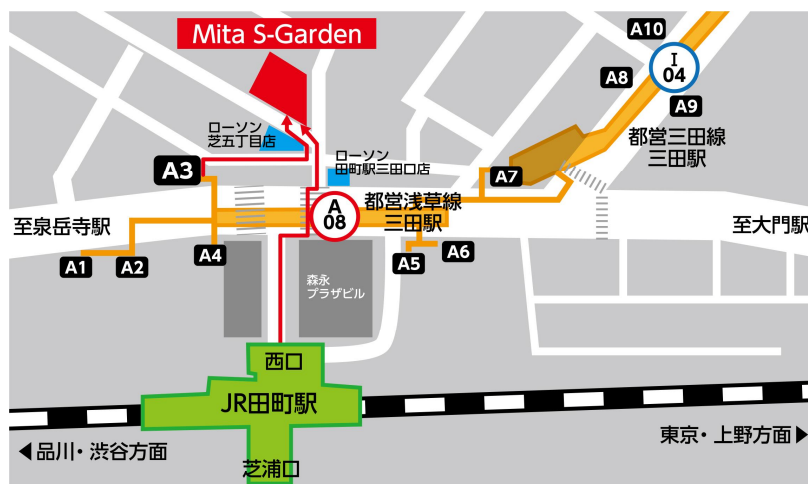 Mita S-Garden
A10
I
04
A8
A9
ローソン
芝五丁目店
都営三田線
三田駅
ローソン
田町駅三田口店
A3
A7
A
08
都営浅草線
三田駅
至泉岳寺駅
至大門駅
A1
A2
A4
A5
A6
森永
プラザビル
西口
JR田町駅
品川・渋谷方面
東京・上野方面
芝浦口